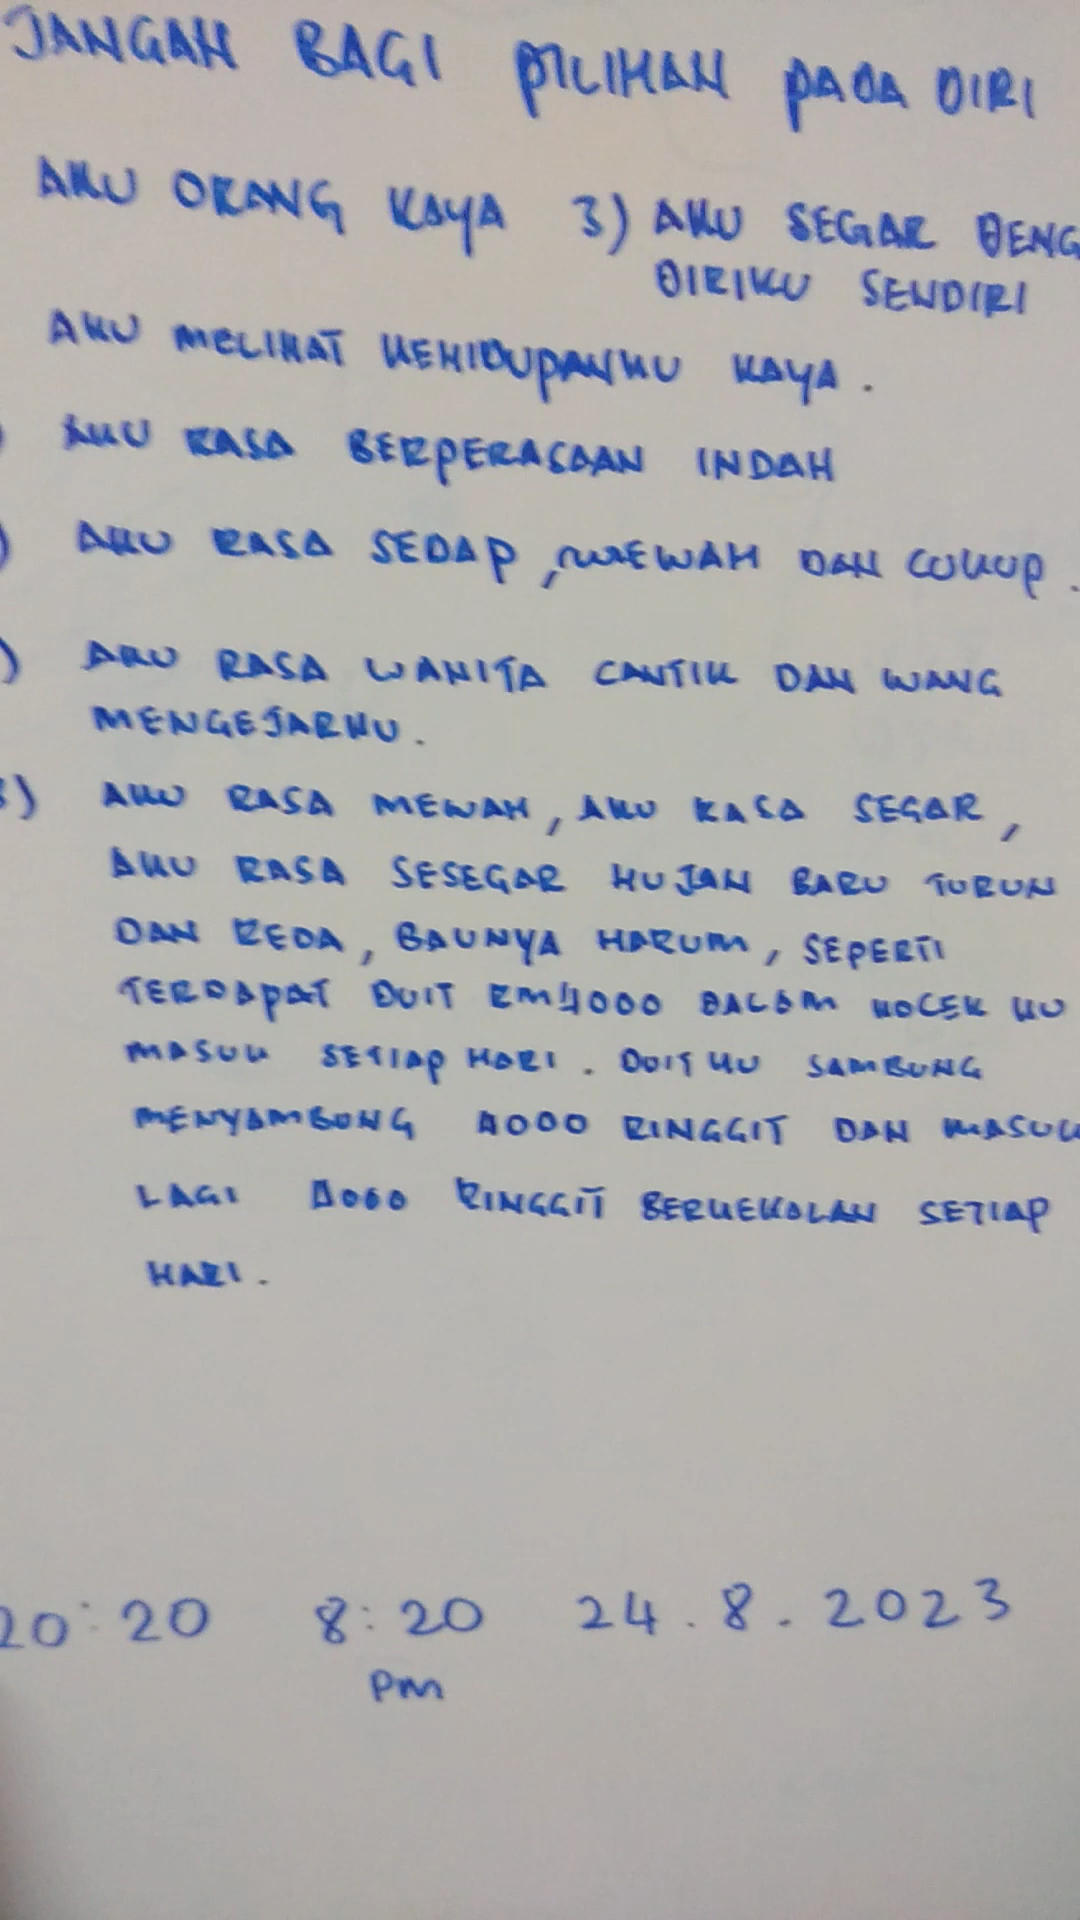 JANGAN BAGI PILIHAN PADA DIRI
AKU ORANG KAYA 3) AKU SEGAR DENG
DIRIKU SENDIRI
AKU MELIHAT KEHIDUPANKU KAYA.
) AKU RASA BERPERASAAN INDAH
) AKU RASA SEDAP, MEWAH DAN CUKUP.
) AKU RASA WANITA CANTIK DAN WANG
MENGEJARKU.
) AKU RASA MEWAH, AKU RASA SEGAR,
AKU RASA SESEGAR HUJAN BARU TURUN
DAN REDA, BAUNYA HARUM, SEPERTI
TERDAPAT DUIT RM4000 DALAM KOCEK KU
MASUK SETIAP HARI. DUIT KU SAMBUNG
MENYAMBUNG 4000 RINGGIT DAN MASUK
LAGI 4000 RINGGIT BERKEKALAN SETIAP
HARI.
20:20 8:20 24.8.2023
PM